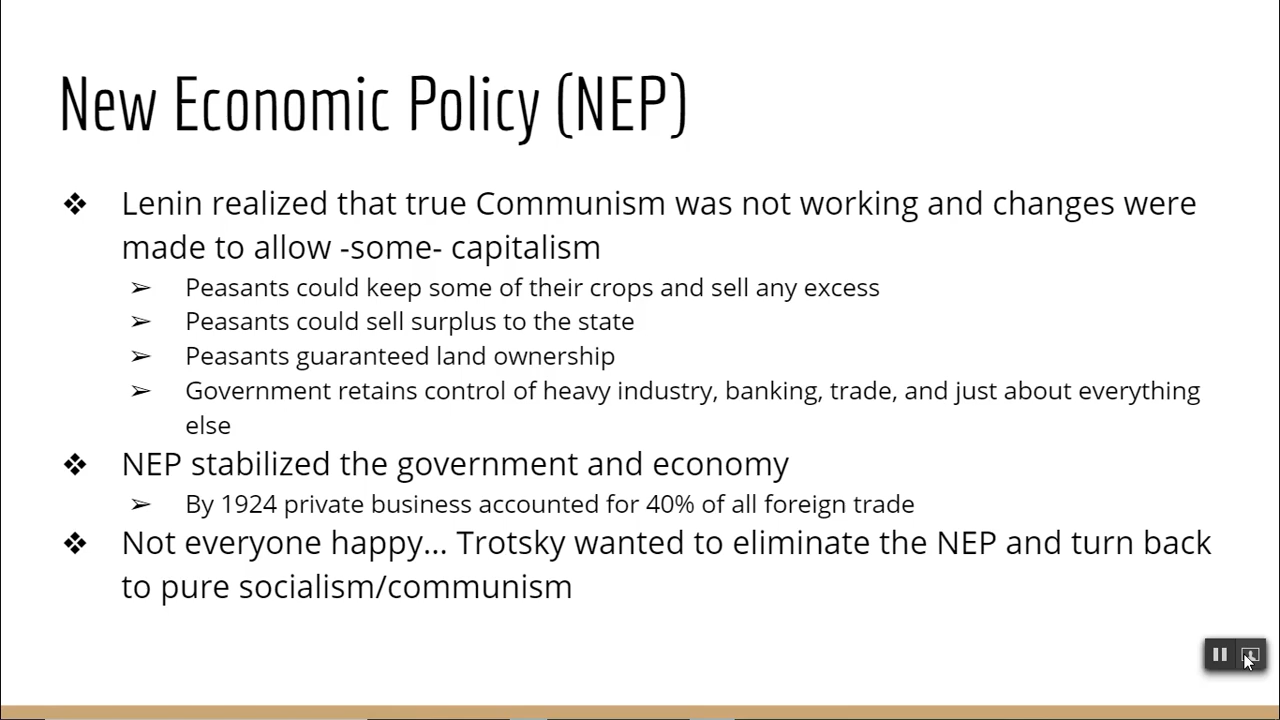 New Economic Policy (NEP)
❖ Lenin realized that true Communism was not working and changes were
made to allow -some- capitalism
➢ Peasants could keep some of their crops and sell any excess
➢ Peasants could sell surplus to the state
➢ Peasants guaranteed land ownership
➢ Government retains control of heavy industry, banking, trade, and just about everything
else
❖ NEP stabilized the government and economy
➢ By 1924 private business accounted for 40% of all foreign trade
❖ Not everyone happy... Trotsky wanted to eliminate the NEP and turn back
to pure socialism/communism